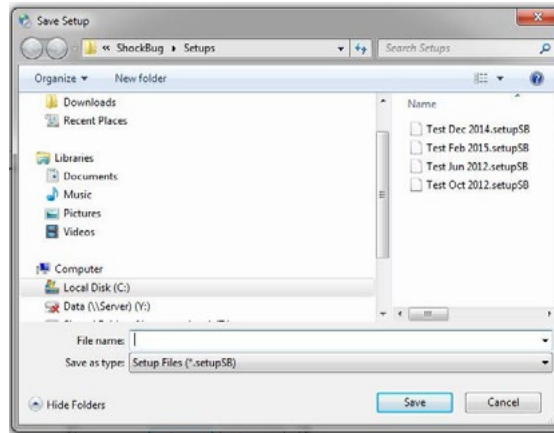 Save Setup
« ShockBug ▸ Setups
Search Setups
Organize ▾ New folder
Downloads
Recent Places
Libraries
Documents
Music
Pictures
Videos
Computer
Local Disk (C:)
Data (\\Server) (Y:)
Name
Test Dec 2014.setupSB
Test Feb 2015.setupSB
Test Jun 2012.setupSB
Test Oct 2012.setupSB
File name:
Save as type: Setup Files (*.setupSB)
Hide Folders
Save
Cancel